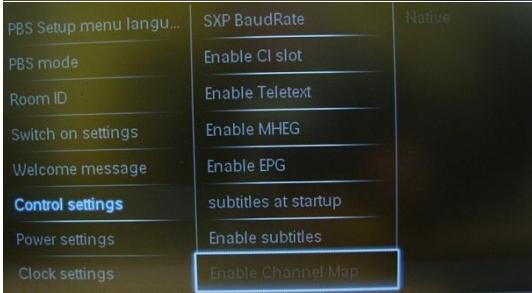 PBS Setup menu langu...
PBS mode
Room ID
Switch on settings
Welcome message
Control settings
Power settings
Clock settings
SXP BaudRate
Enable CI slot
Enable Teletext
Enable MHEG
Enable EPG
subtitles at startup
Enable subtitles
Enable Channel Map
Native